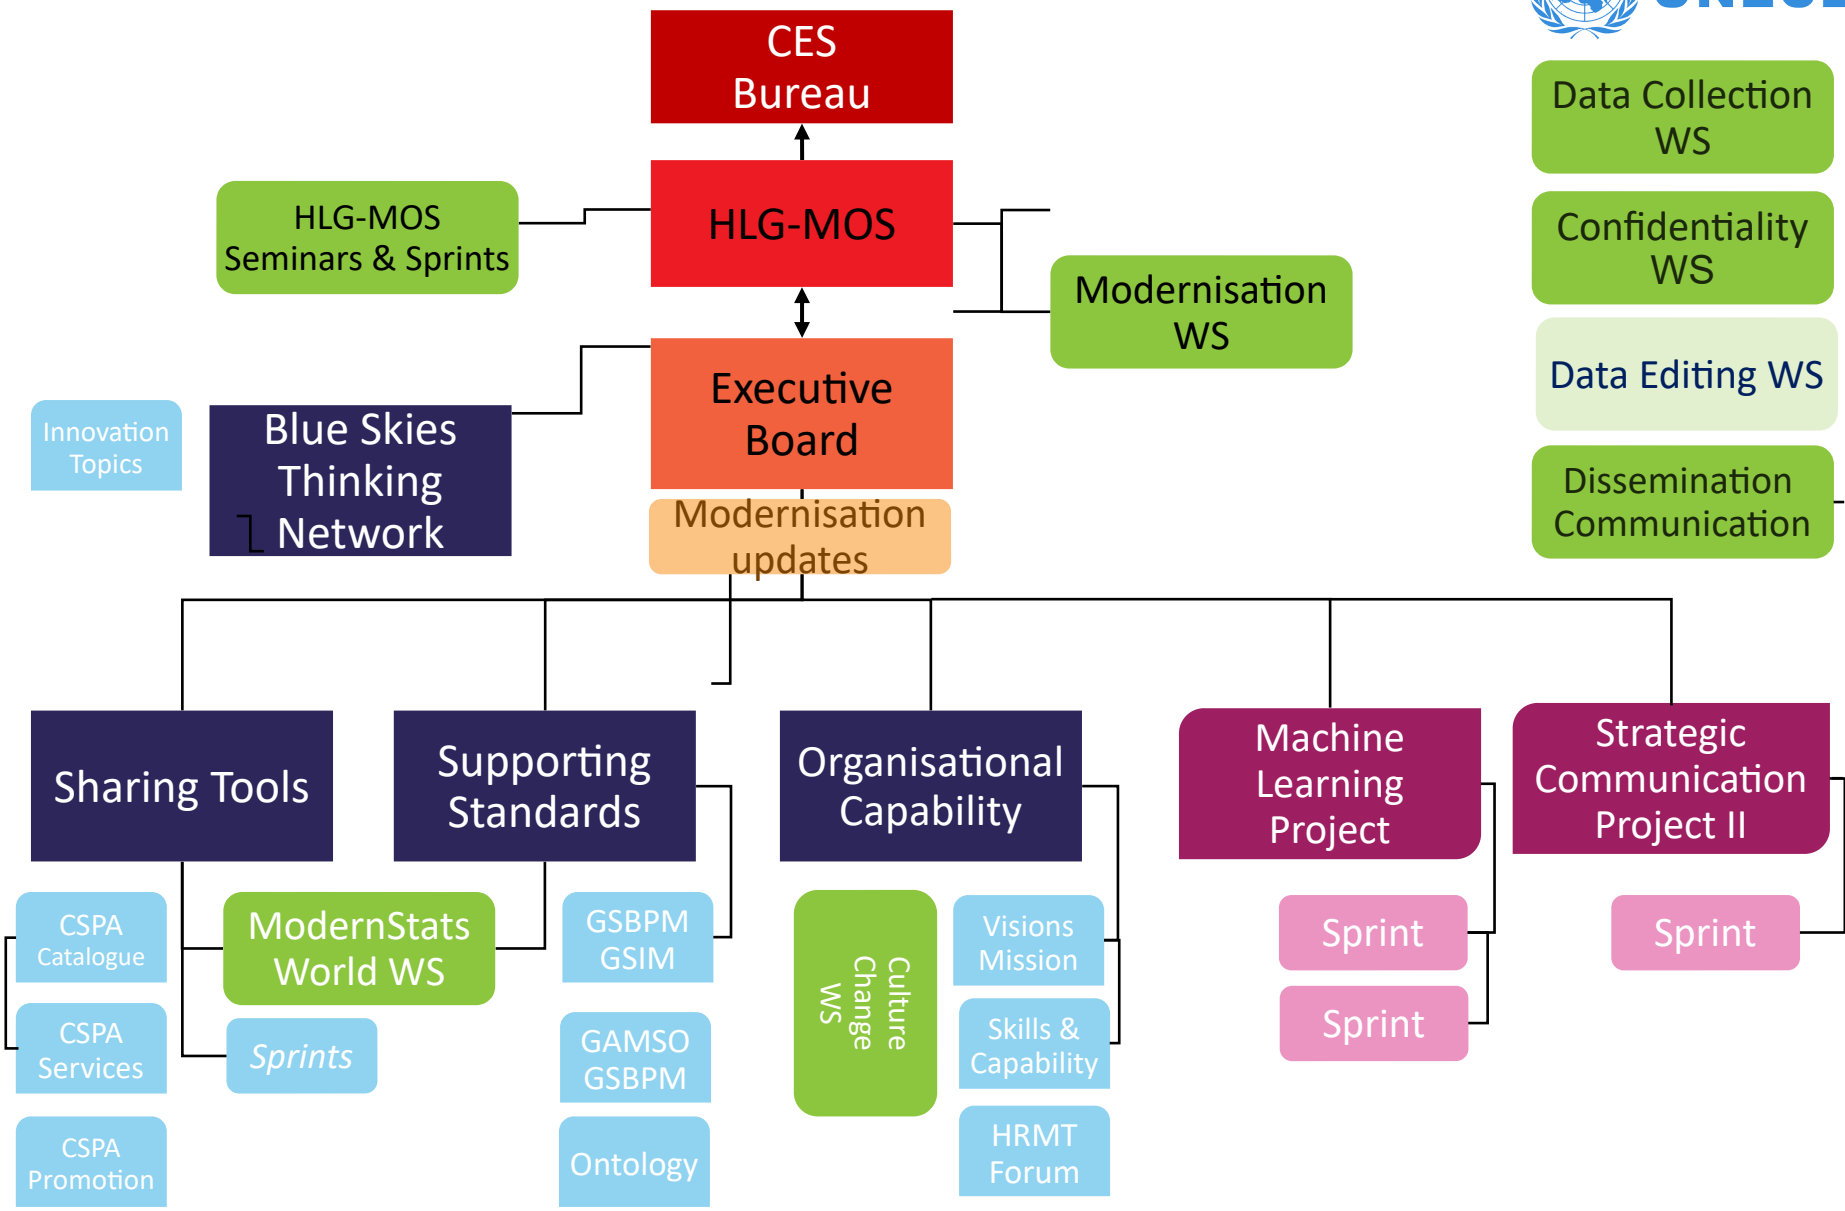 UNECE
CES
Bureau
Data Collection
WS
HLG-MOS
Seminars & Sprints
HLG-MOS
Confidentiality
WS
Modernisation
WS
Data Editing WS
Executive
Board
Innovation
Topics
Blue Skies
Thinking
Network
Dissemination
Communication
Modernisation
updates
Sharing Tools
Supporting
Standards
Organisational
Capability
Machine
Learning
Project
Strategic
Communication
Project II
CSPA
Catalogue
ModernStats
World WS
GSBPM
GSIM
Culture
Change
WS
Visions
Mission
Sprint
Sprint
CSPA
Services
Sprints
GAMSO
GSBPM
Skills &
Capability
Sprint
CSPA
Promotion
Ontology
HRMT
Forum